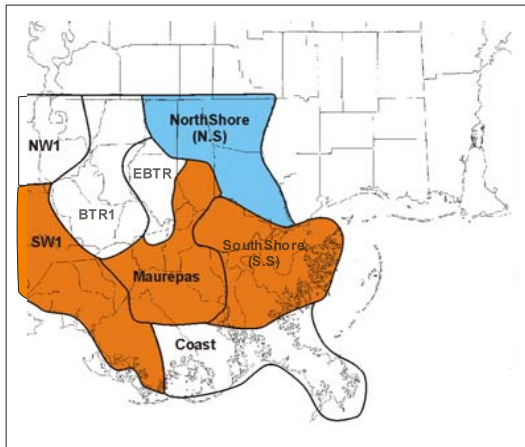 NorthShore
(N.S)
NW1
EBTR
BTR1
SW1
SouthShore
(S.S)
Maurepas
Coast